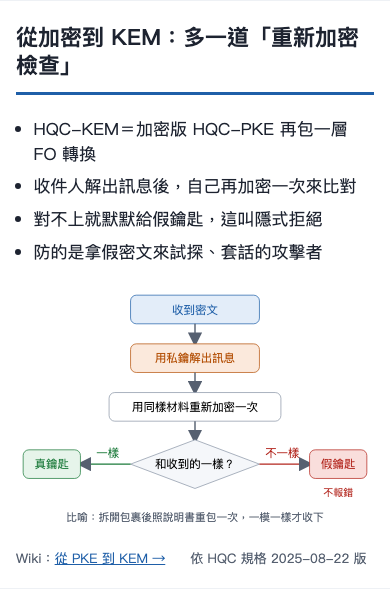 從加密到 KEM：多一道「重新加密
檢查」
• HQC-KEM＝加密版 HQC-PKE 再包一層
FO 轉換
• 收件人解出訊息後，自己再加密一次來比對
• 對不上就默默給假鑰匙，這叫隱式拒絕
• 防的是拿假密文來試探、套話的攻擊者
收到密文
用私鑰解出訊息
用同樣材料重新加密一次
一樣
不一樣
真鑰匙
和收到的一樣？
假鑰匙
不報錯
比喻：拆開包裹後照說明書重包一次，一模一樣才收下
Wiki：從 PKE 到 KEM →
依 HQC 規格 2025-08-22 版